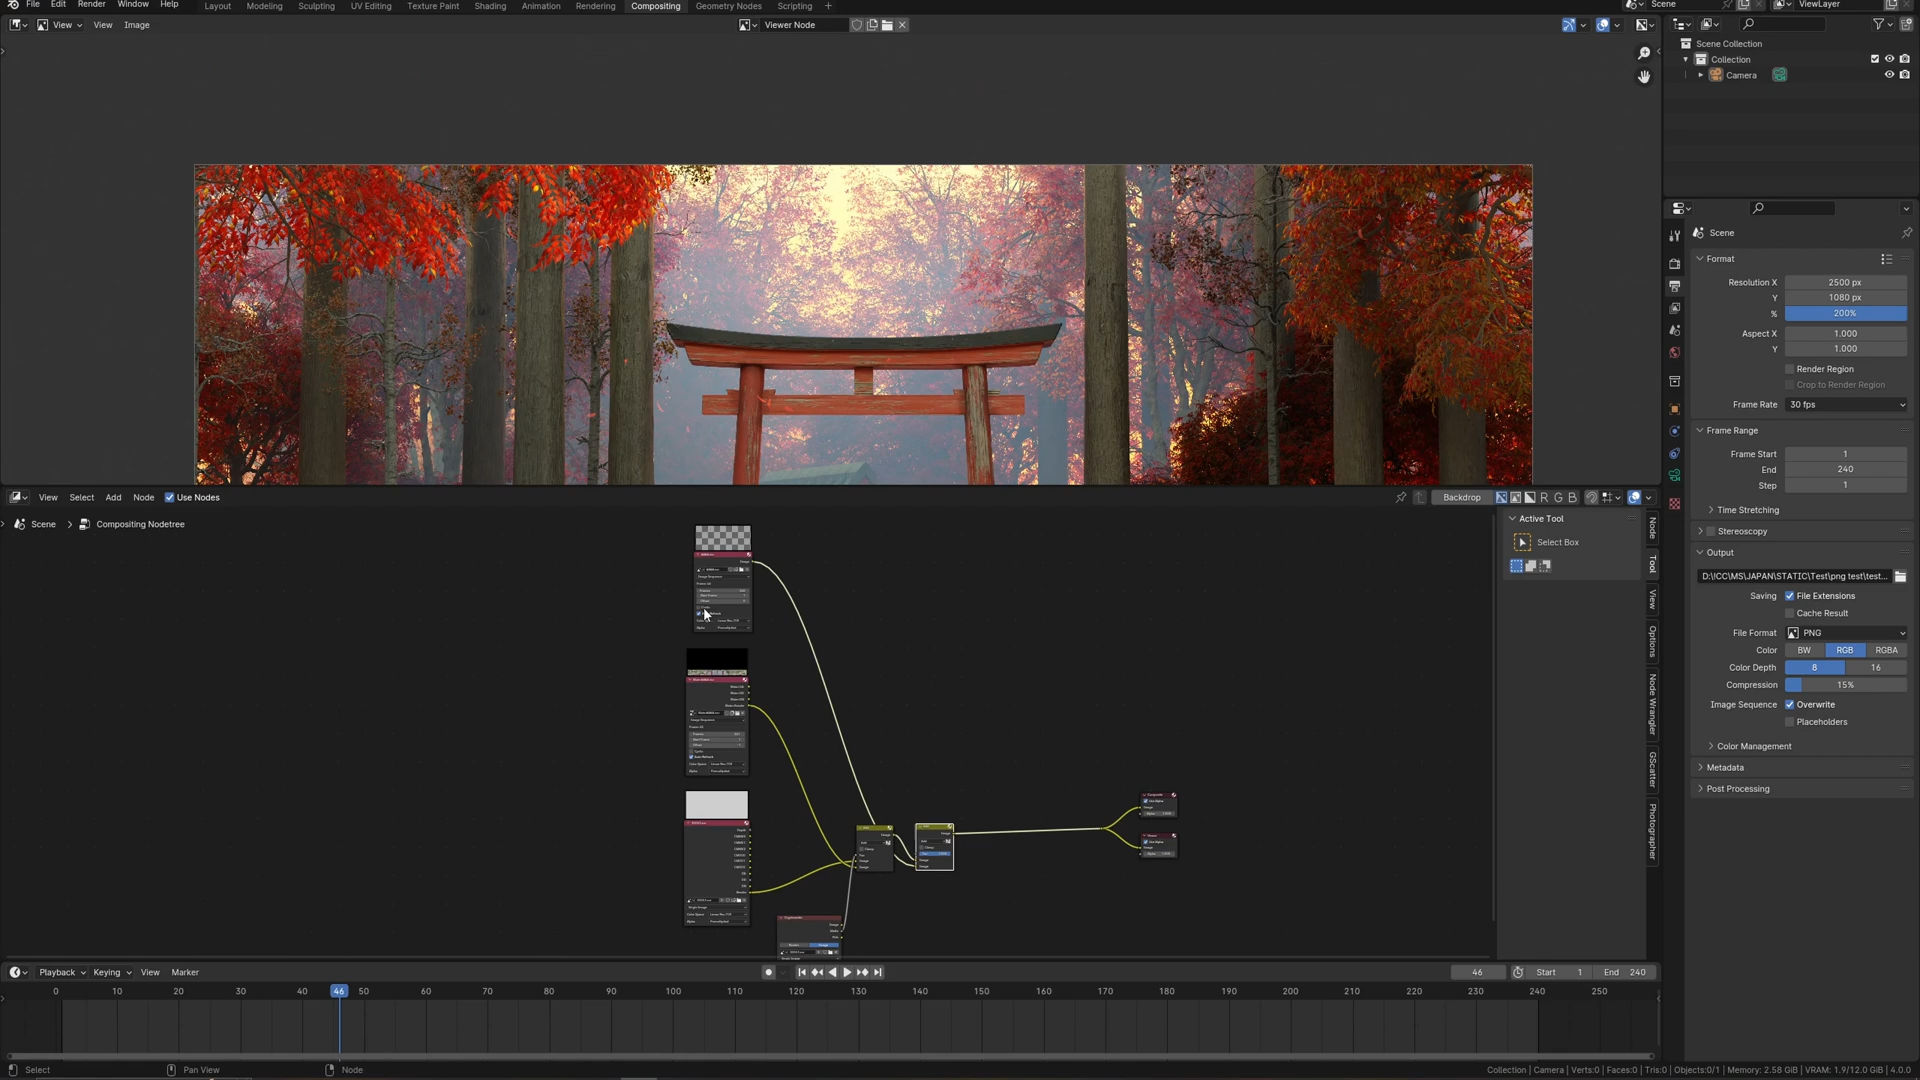 File Edit Render Window Help Layout Modeling Sculpting UV Editing Texture Paint Shading Animation Rendering Compositing Geometry Nodes Scripting + Scene ViewLayer
View View Image Viewer Node
Scene Collection
Collection
Camera
Scene
Format
Resolution X 2500 px
Y 1080 px
% 200%
Aspect X 1.000
Y 1.000
Render Region
Crop to Render Region
Frame Rate 30 fps
Frame Range
Frame Start 1
End 240
Step 1
Time Stretching
Stereoscopy
Output
D:\ICC\MS\JAPAN\STATIC\Test\png test\test...
Saving File Extensions
Cache Result
File Format PNG
Color BW RGB RGBA
Color Depth 8 16
Compression 15%
Image Sequence Overwrite
Placeholders
Color Management
Metadata
Post Processing
View Select Add Node Use Nodes Backdrop R G B
Scene > Compositing Nodetree
Active Tool
Select Box
Node
Tool
View
Options
Node Wrangler
GScatter
Photographer
Playback Keying View Marker 46 Start 1 End 240
0 10 20 30 46 50 60 70 80 90 100 110 120 130 140 150 160 170 180 190 200 210 220 230 240 250
Select Pan View Node Collection | Camera | Verts:0 | Faces:0 | Tris:0 | Objects:0/1 | Memory: 2.58 GiB | VRAM: 1.9/12.0 GiB | 4.0.0